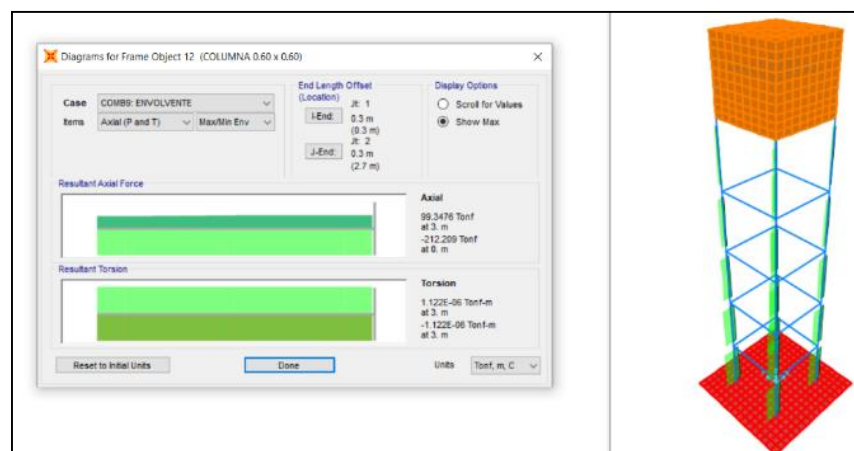 Diagrams for Frame Object 12 (COLUMNA 0.60 x 0.60)
Case COMB9: ENVOLVENTE
Items Axial (P and T) Max/Min Env
End Length Offset
(Location)
Jt: 1
I-End: 0.3 m
(0.3 m)
Jt: 2
J-End: 0.3 m
(2.7 m)
Display Options
Scroll for Values
Show Max
Resultant Axial Force
Axial
99.3476 Tonf
at 3. m
-212.209 Tonf
at 0. m
Resultant Torsion
Torsion
1.122E-06 Tonf-m
at 3. m
-1.122E-06 Tonf-m
at 3. m
Reset to Initial Units
Done
Units Tonf, m, C